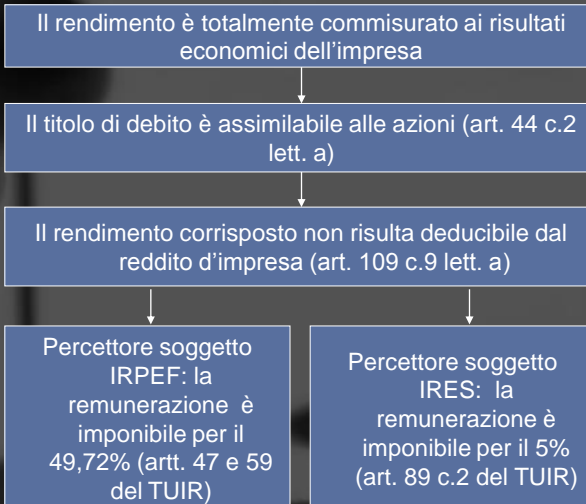 Il rendimento è totalmente commisurato ai risultati
economici dell'impresa
Il titolo di debito è assimilabile alle azioni (art. 44 c.2
lett. a)
Il rendimento corrisposto non risulta deducibile dal
reddito d'impresa (art. 109 c.9 lett. a)
Percettore soggetto
IRPEF: la
remunerazione è
imponibile per il
49,72% (artt. 47 e 59
del TUIR)
Percettore soggetto
IRES: la
remunerazione è
imponibile per il 5%
(art. 89 c.2 del TUIR)